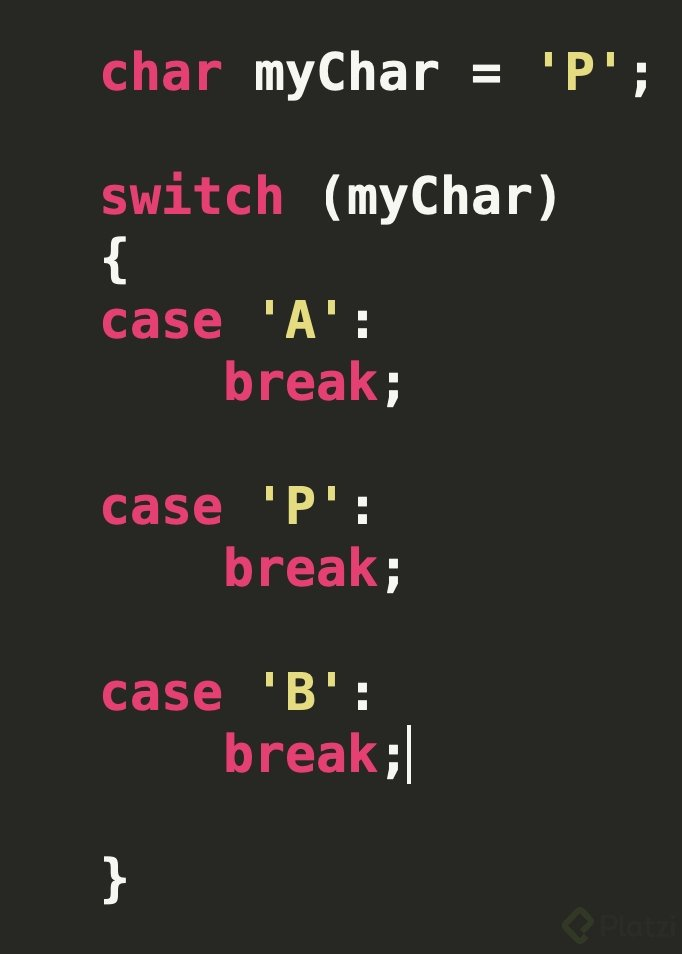 char myChar = 'P';
switch (myChar)
{
case 'A':
break;
case 'P':
break;
case 'B':
break;
}
Platzi